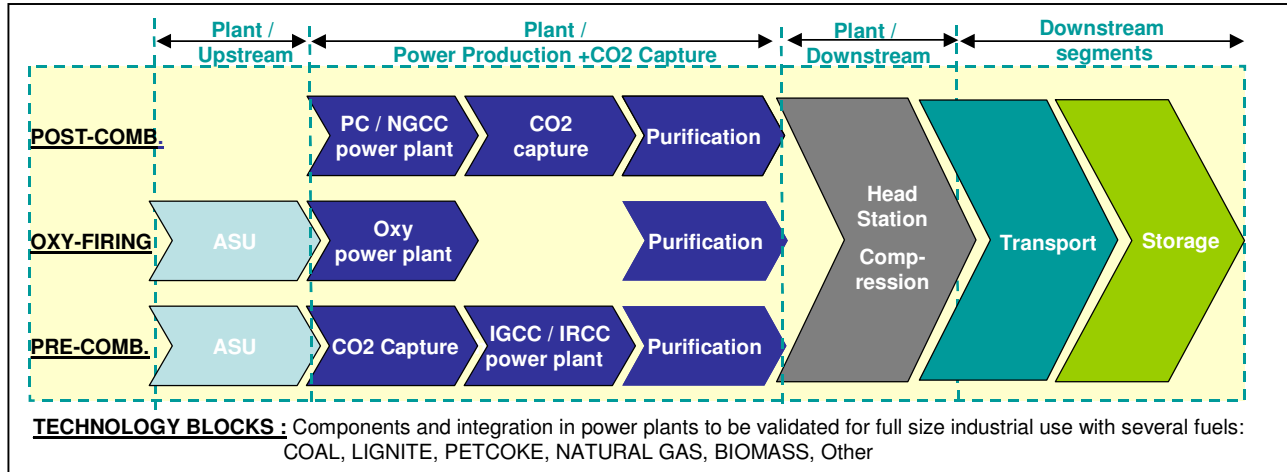 Plant /
Upstream
Plant /
Power Production +CO2 Capture
Plant /
Downstream
Downstream
segments
POST-COMB.
PC / NGCC
power plant
CO2
capture
Purification
OXY-FIRING
ASU
Oxy
power plant
Purification
PRE-COMB.
ASU
CO2 Capture
IGCC / IRCC
power plant
Purification
Head
Station
Comp-
ression
Transport
Storage
TECHNOLOGY BLOCKS : Components and integration in power plants to be validated for full size industrial use with several fuels:
COAL, LIGNITE, PETCOKE, NATURAL GAS, BIOMASS, Other